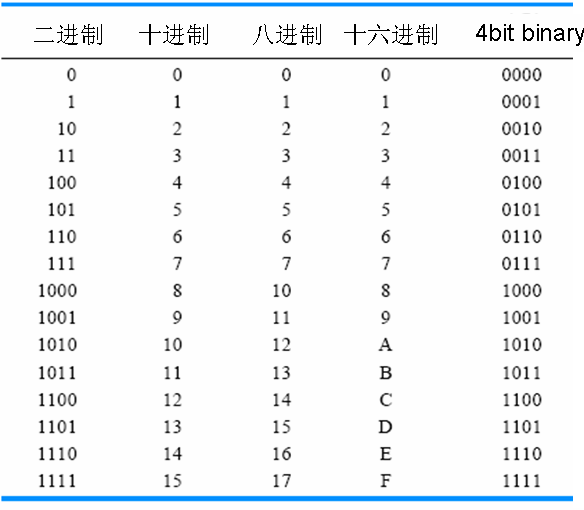 二进制 十进制 八进制 十六进制 4bit binary
0 0 0 0 0000
1 1 1 1 0001
10 2 2 2 0010
11 3 3 3 0011
100 4 4 4 0100
101 5 5 5 0101
110 6 6 6 0110
111 7 7 7 0111
1000 8 10 8 1000
1001 9 11 9 1001
1010 10 12 A 1010
1011 11 13 B 1011
1100 12 14 C 1100
1101 13 15 D 1101
1110 14 16 E 1110
1111 15 17 F 1111